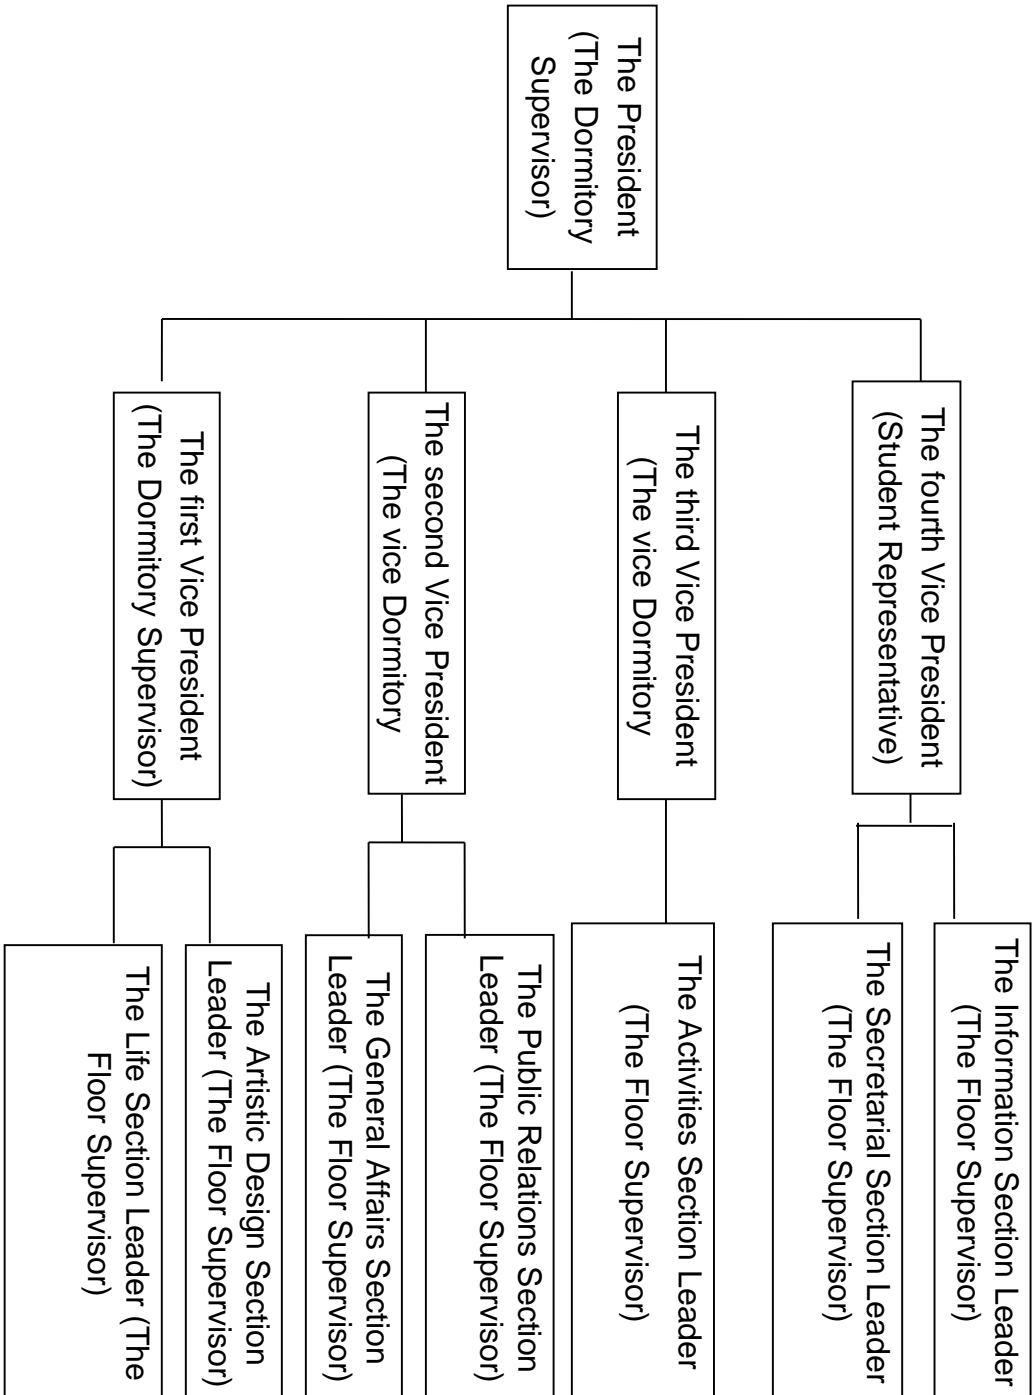 The President
(The Dormitory
Supervisor)
The fourth Vice President
(Student Representative)
The third Vice President
(The vice Dormitory
The second Vice President
(The vice Dormitory
The first Vice President
(The Dormitory Supervisor)
The Information Section Leader
(The Floor Supervisor)
The Secretarial Section Leader
(The Floor Supervisor)
The Activities Section Leader
(The Floor Supervisor)
The Public Relations Section
Leader (The Floor Supervisor)
The General Affairs Section
Leader (The Floor Supervisor)
The Artistic Design Section
Leader (The Floor Supervisor)
The Life Section Leader (The
Floor Supervisor)